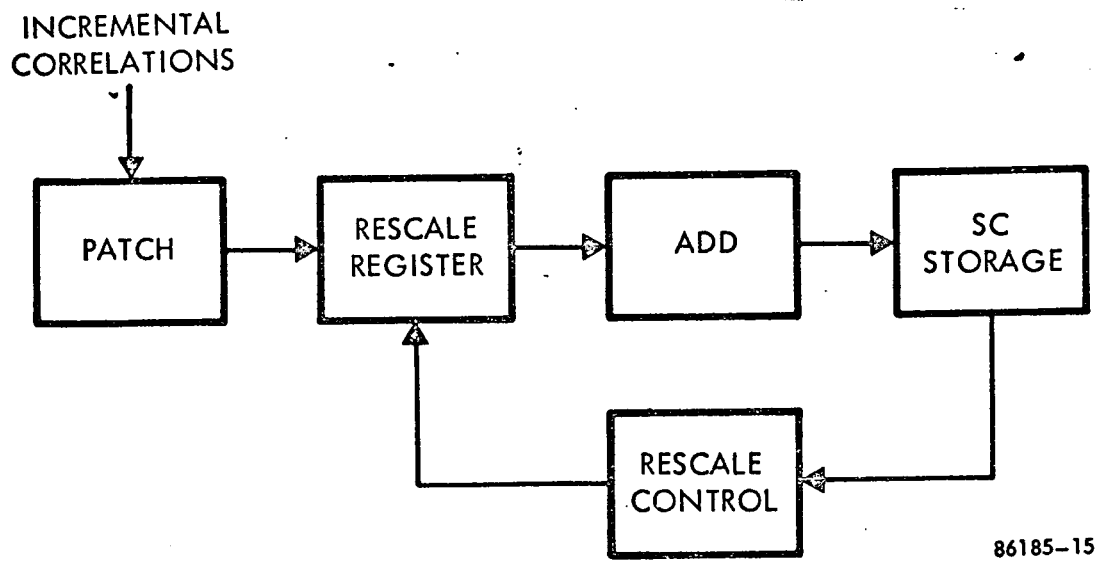 INCREMENTAL
CORRELATIONS
PATCH
RESCALE
REGISTER
ADD
SC
STORAGE
RESCALE
CONTROL
86185-15